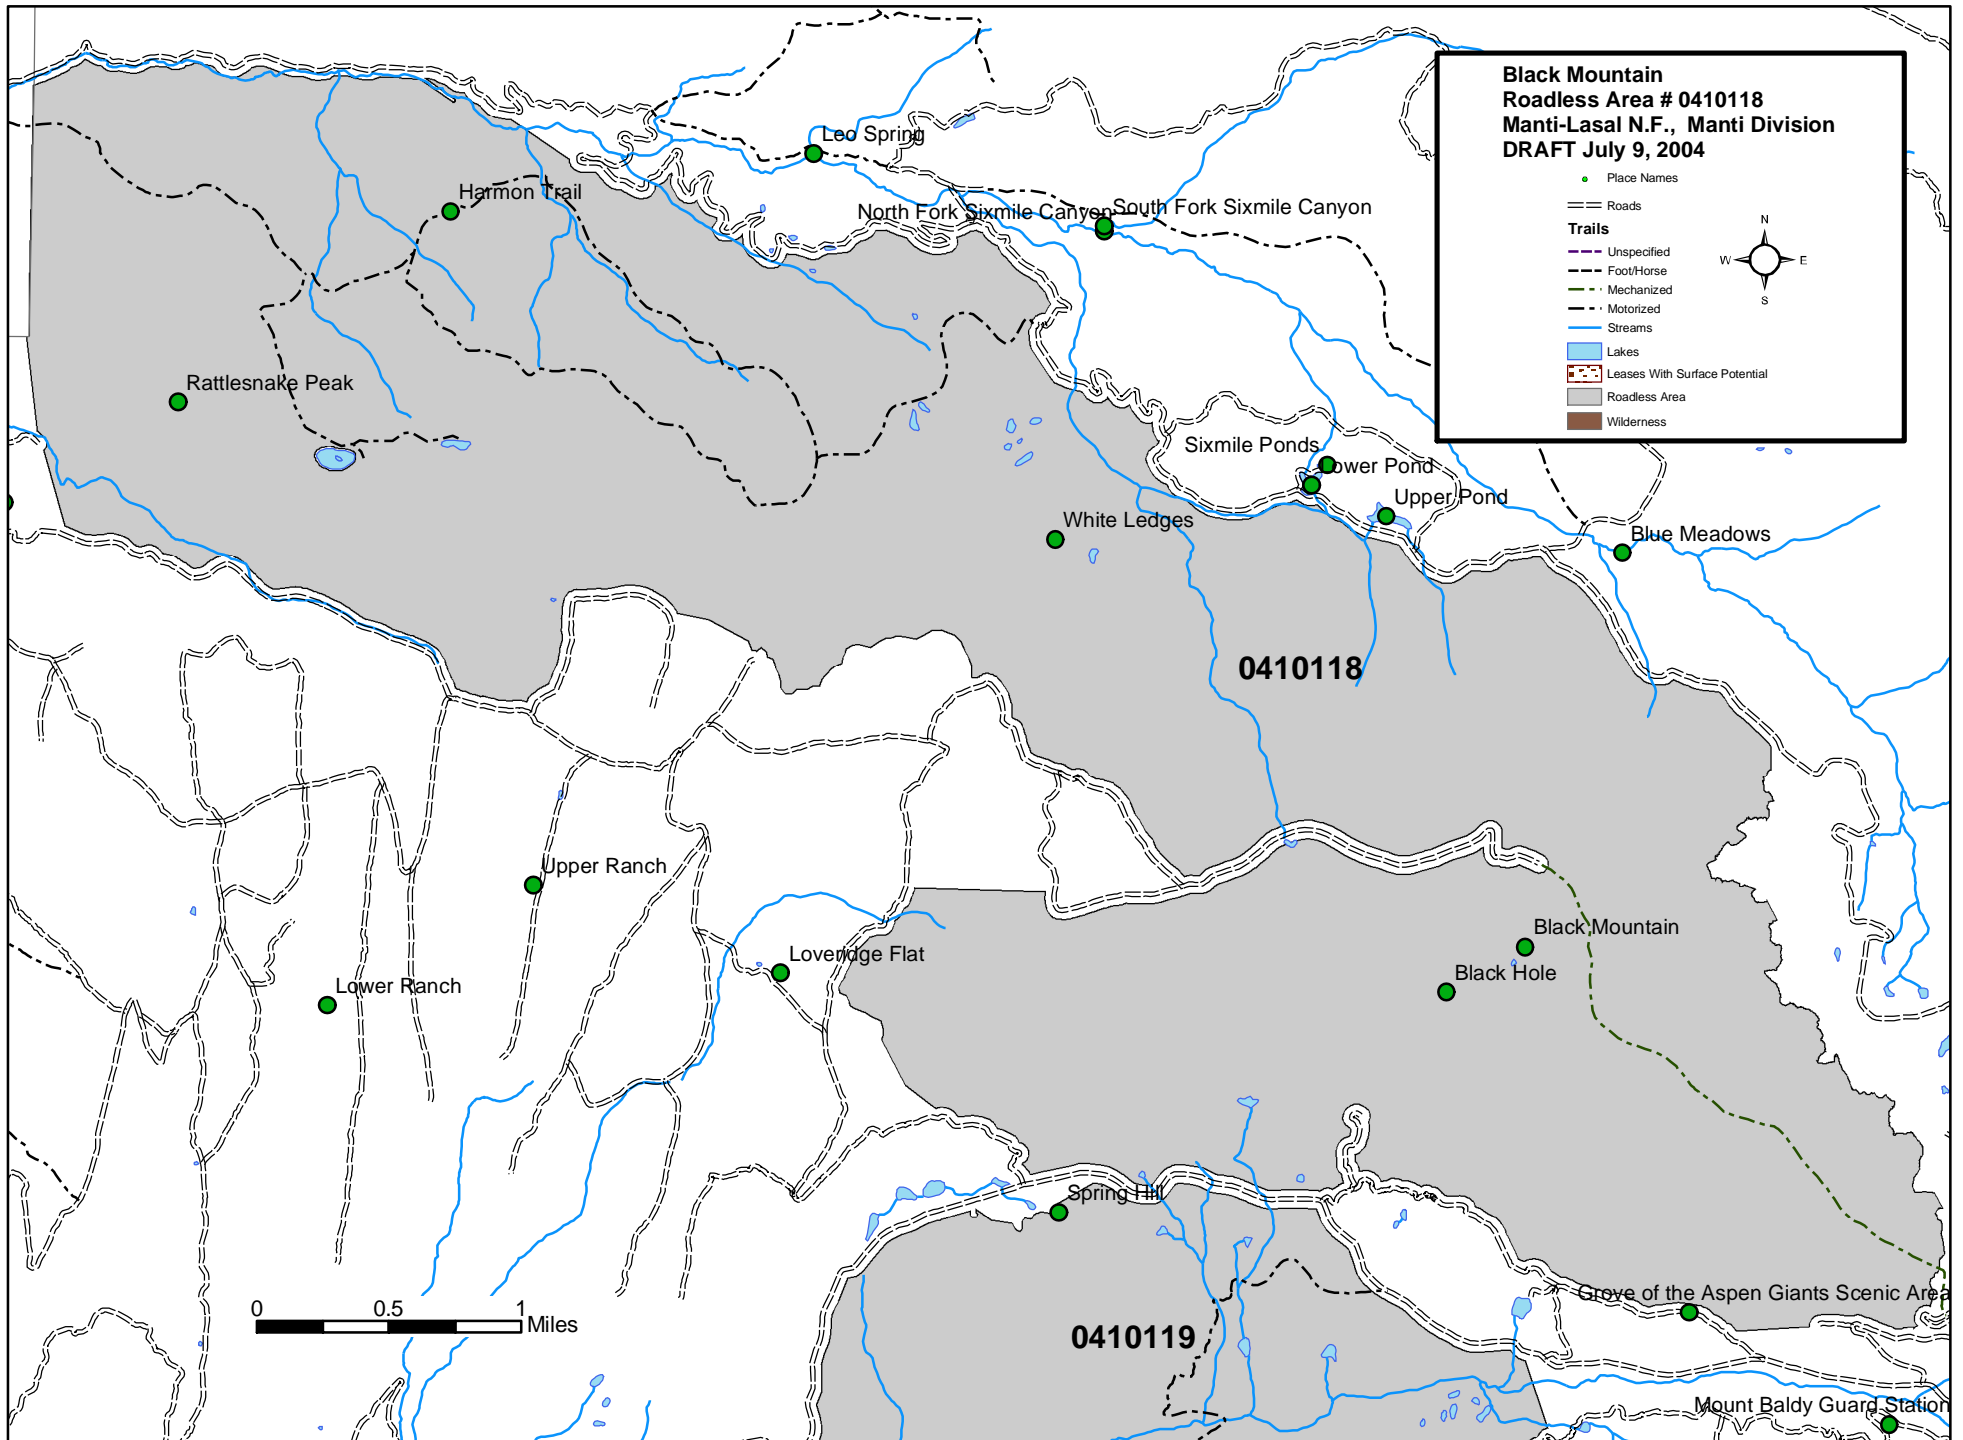 Black Mountain
Roadless Area # 0410118
Manti-Lasal N.F., Manti Division
DRAFT July 9, 2004
Place Names
Roads
Trails
Unspecified
Foot/Horse
Mechanized
Motorized
Streams
Lakes
Leases With Surface Potential
Roadless Area
Wilderness
N
W
E
S
Leo Spring
Harmon Trail
North Fork Sixmile Canyon
South Fork Sixmile Canyon
Rattlesnake Peak
Sixmile Ponds
Lower Pond
Upper Pond
White Ledges
Blue Meadows
0410118
Upper Ranch
Black Mountain
Loveridge Flat
Black Hole
Lower Ranch
Spring Hill
Grove of the Aspen Giants Scenic Area
0 0.5 1
Miles
0410119
Mount Baldy Guard Station